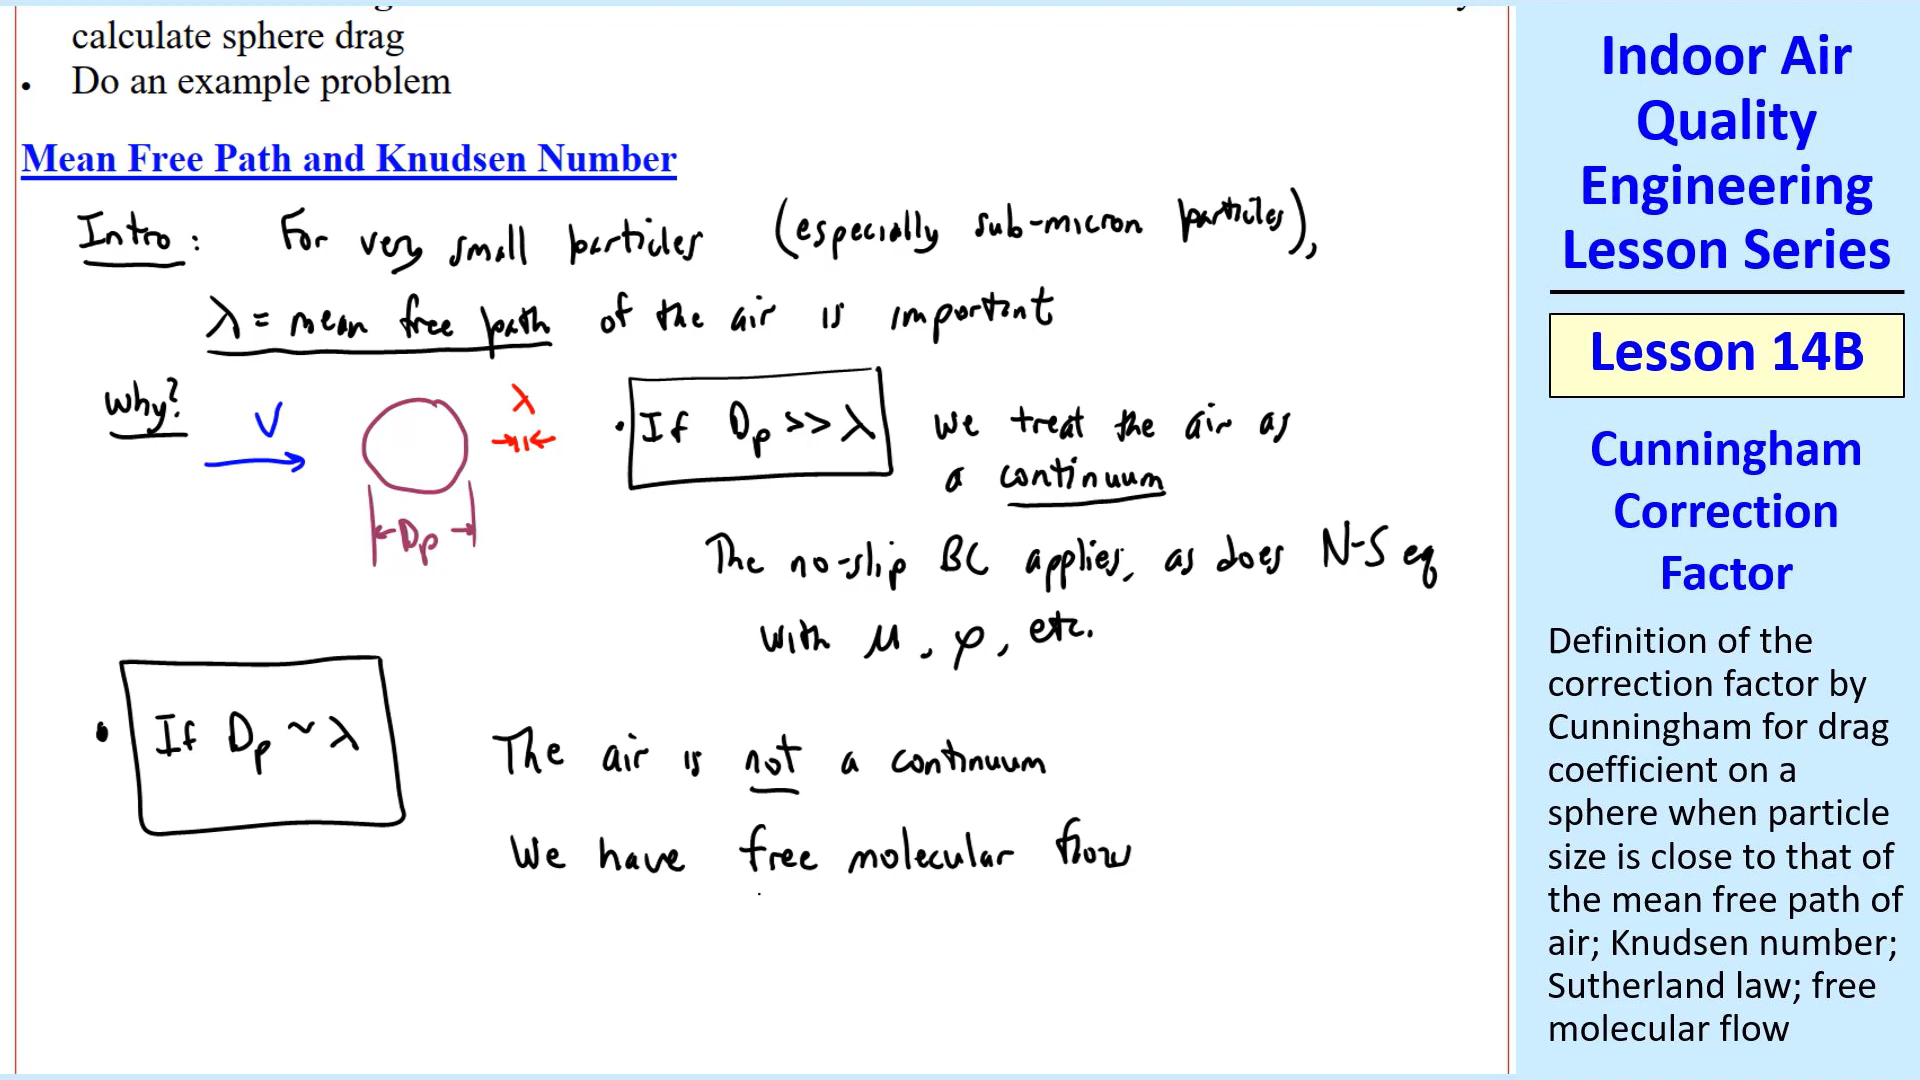 calculate sphere drag
• Do an example problem
Mean Free Path and Knudsen Number
Intro: For very small particles (especially sub-micron particles),
λ = mean free path of the air is important
Why?
V
λ
Dp
• If Dp >> λ We treat the air as
a continuum
The no-slip BC applies, as does N-S eq
with μ, ρ, etc.
• If Dp ~ λ The air is not a continuum
We have free molecular flow
Indoor Air
Quality
Engineering
Lesson Series
Lesson 14B
Cunningham
Correction
Factor
Definition of the
correction factor by
Cunningham for drag
coefficient on a
sphere when particle
size is close to that of
the mean free path of
air; Knudsen number;
Sutherland law; free
molecular flow